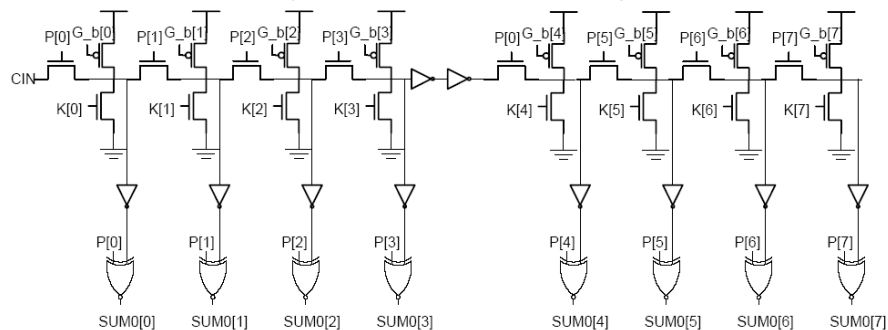 G_b[0] G_b[1] G_b[2] G_b[3] G_b[4] G_b[5] G_b[6] G_b[7]
P[0] P[1] P[2] P[3] P[0] P[5] P[6] P[7]
CIN
K[0] K[1] K[2] K[3] K[4] K[5] K[6] K[7]
P[0] P[1] P[2] P[3] P[4] P[5] P[6] P[7]
SUM0[0] SUM0[1] SUM0[2] SUM0[3] SUM0[4] SUM0[5] SUM0[6] SUM0[7]